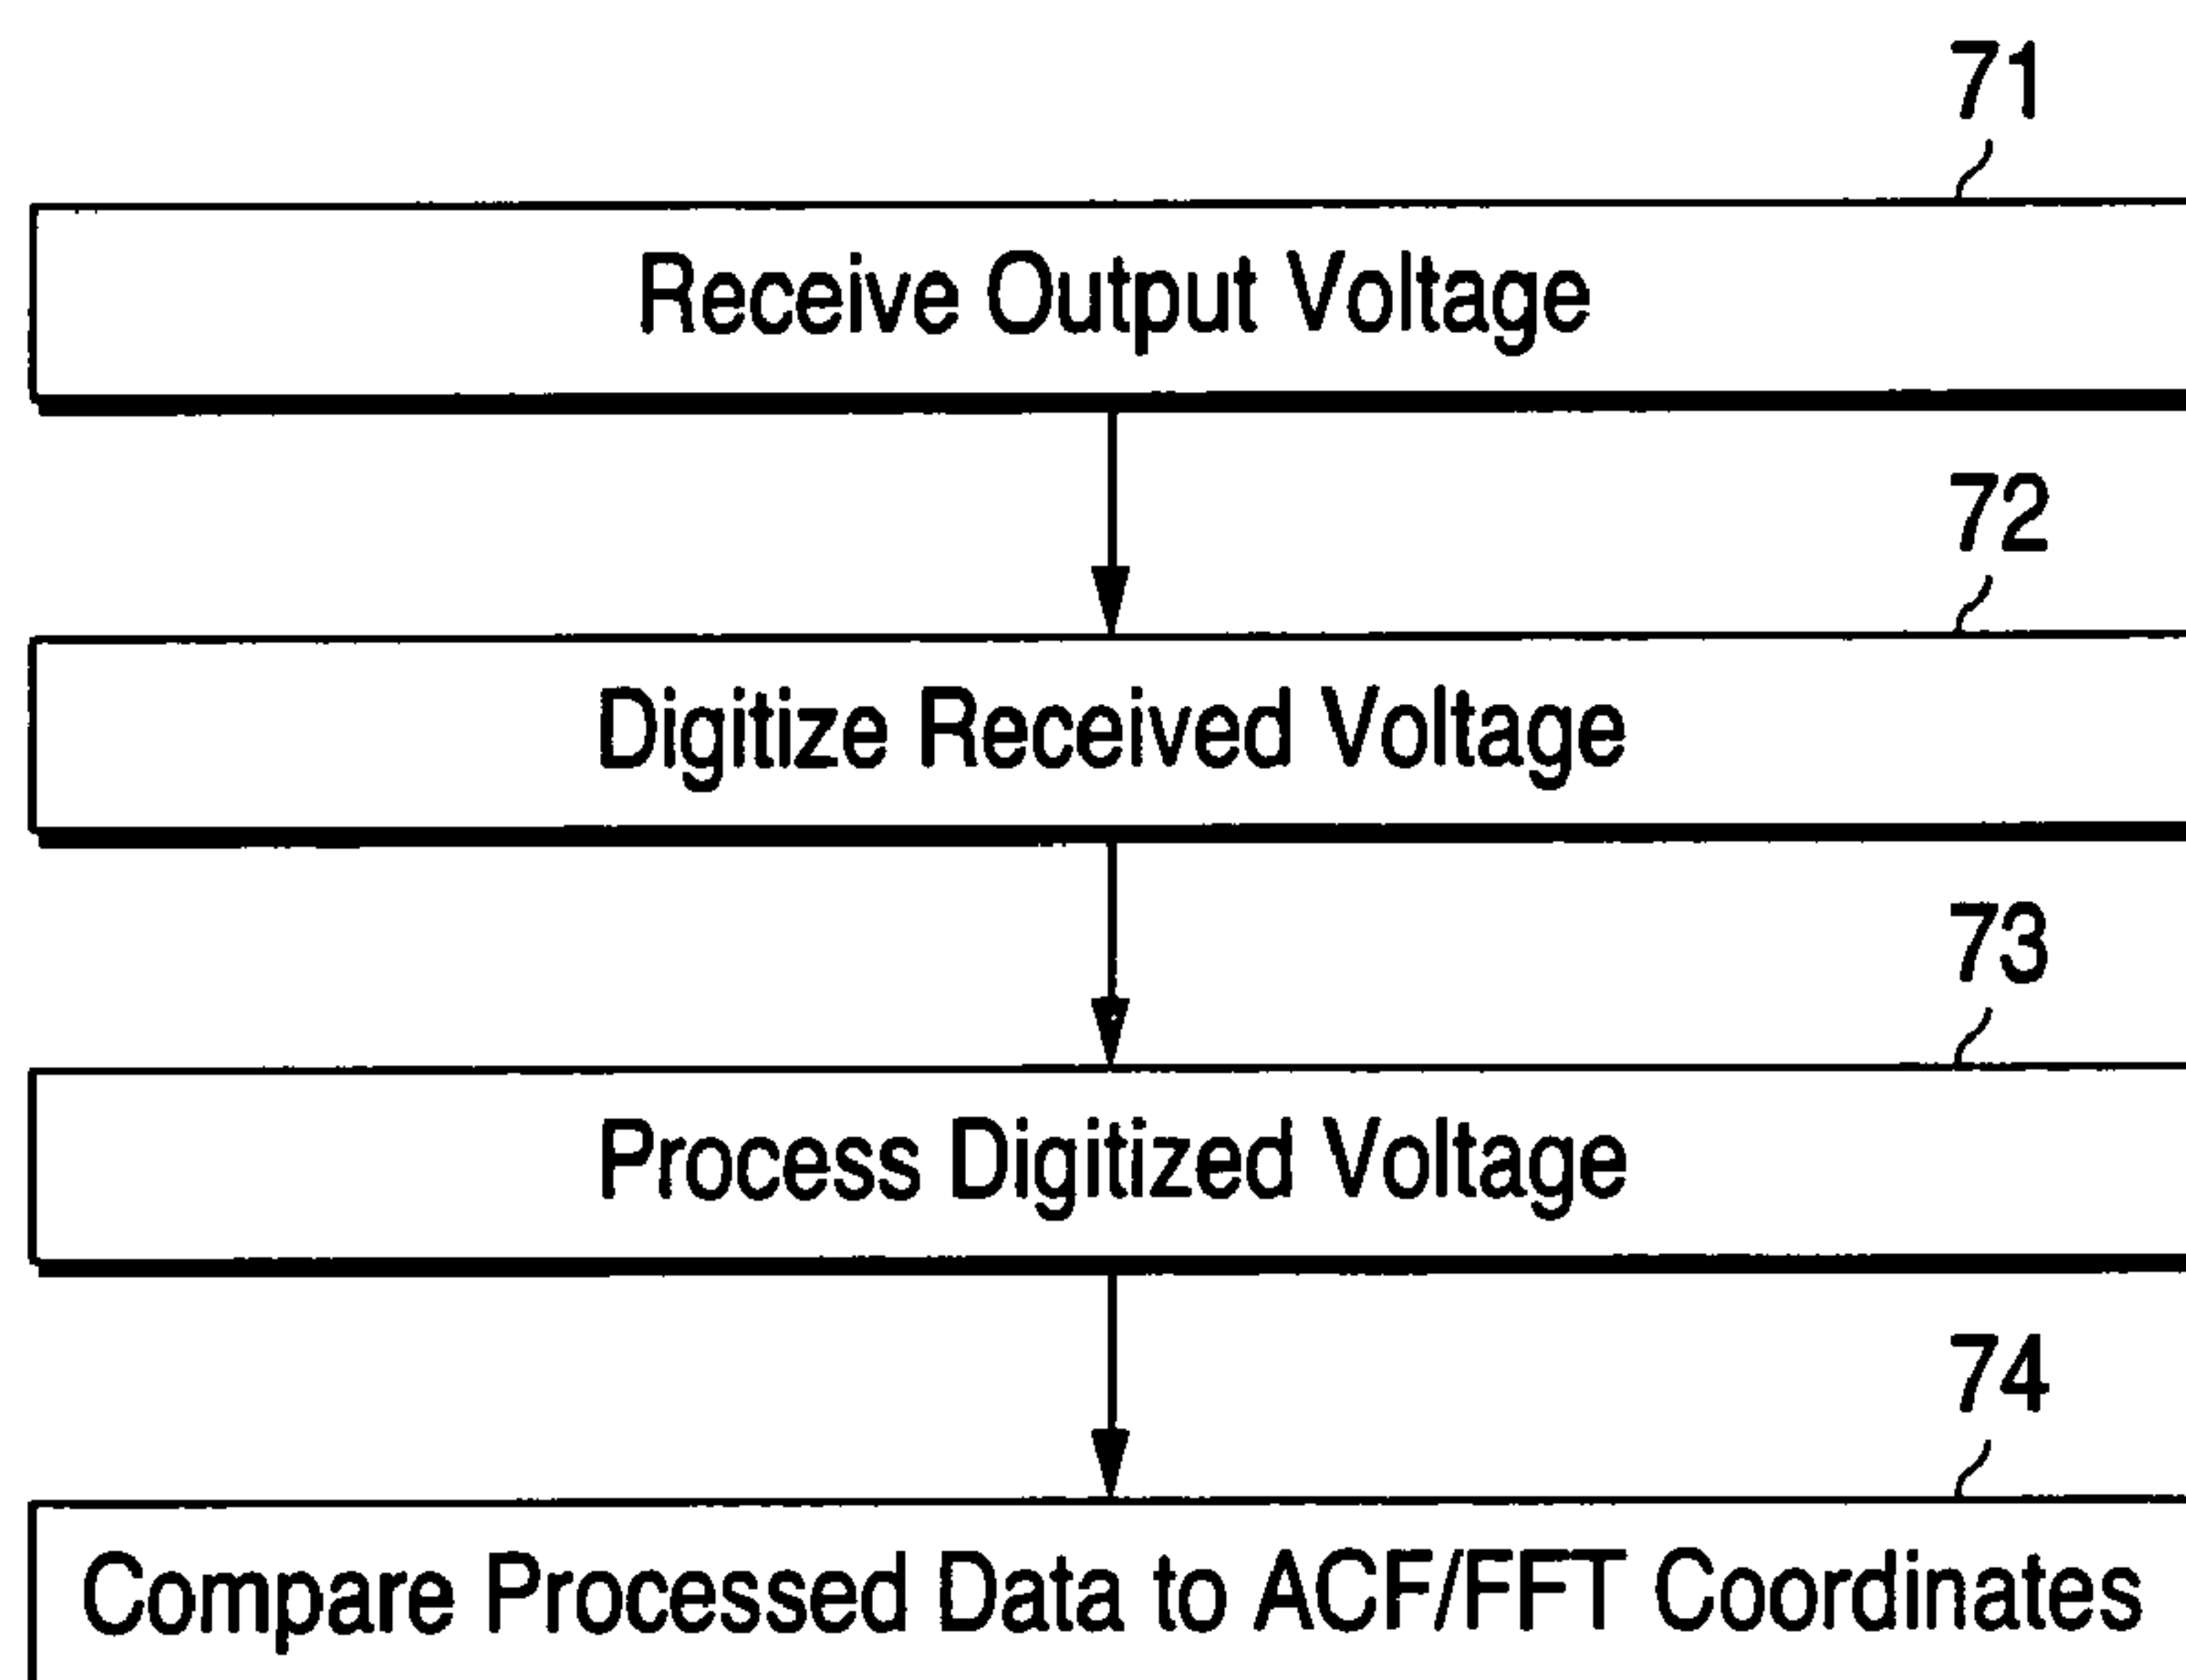 71
Receive Output Voltage
72
Digitize Received Voltage
73
Process Digitized Voltage
74
Compare Processed Data to ACF/FFT Coordinates